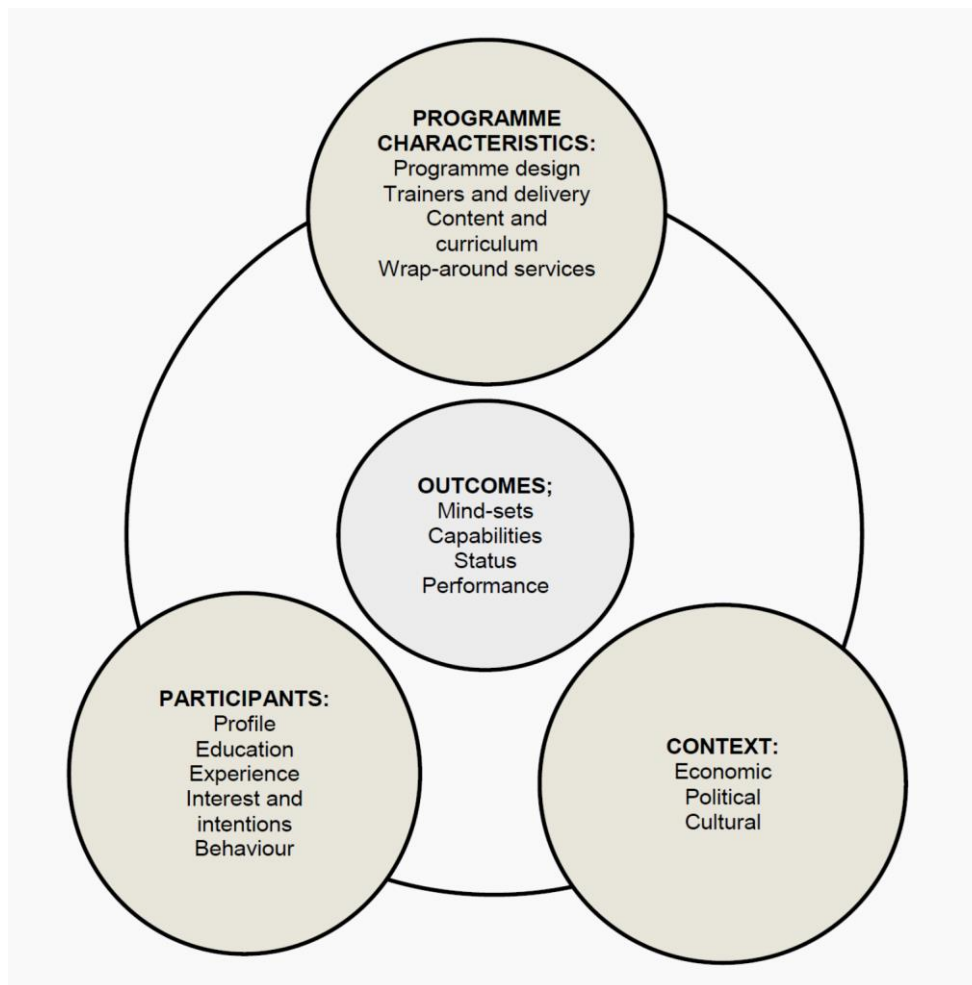 PROGRAMME
CHARACTERISTICS:
Programme design
Trainers and delivery
Content and
curriculum
Wrap-around services
OUTCOMES;
Mind-sets
Capabilities
Status
Performance
PARTICIPANTS:
Profile
Education
Experience
Interest and
intentions
Behaviour
CONTEXT:
Economic
Political
Cultural